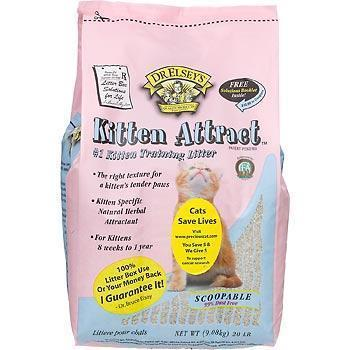 Litter Box
Solutions
for Life
FREE
Solutions Booklet
Inside!
DR. ELSEY'S
Kitten Attract™
#1 Kitten Training Litter
PATENT PENDING
• The right texture for
a kitten's tender paws
• Kitten Specific
Natural Herbal
Attractant
• For Kittens
8 weeks to 1 year
Cats
Save Lives
Visit
www.preciouscat.com
You Save $ &
We Give $
To support
cancer research
100%
Litter Box Use
Or Your Money Back
I Guarantee It!
- Dr. Bruce Elsey
SCOOPABLE
99% Dust Free
Litière pour chats
NET WT (9.08kg) 20 LB